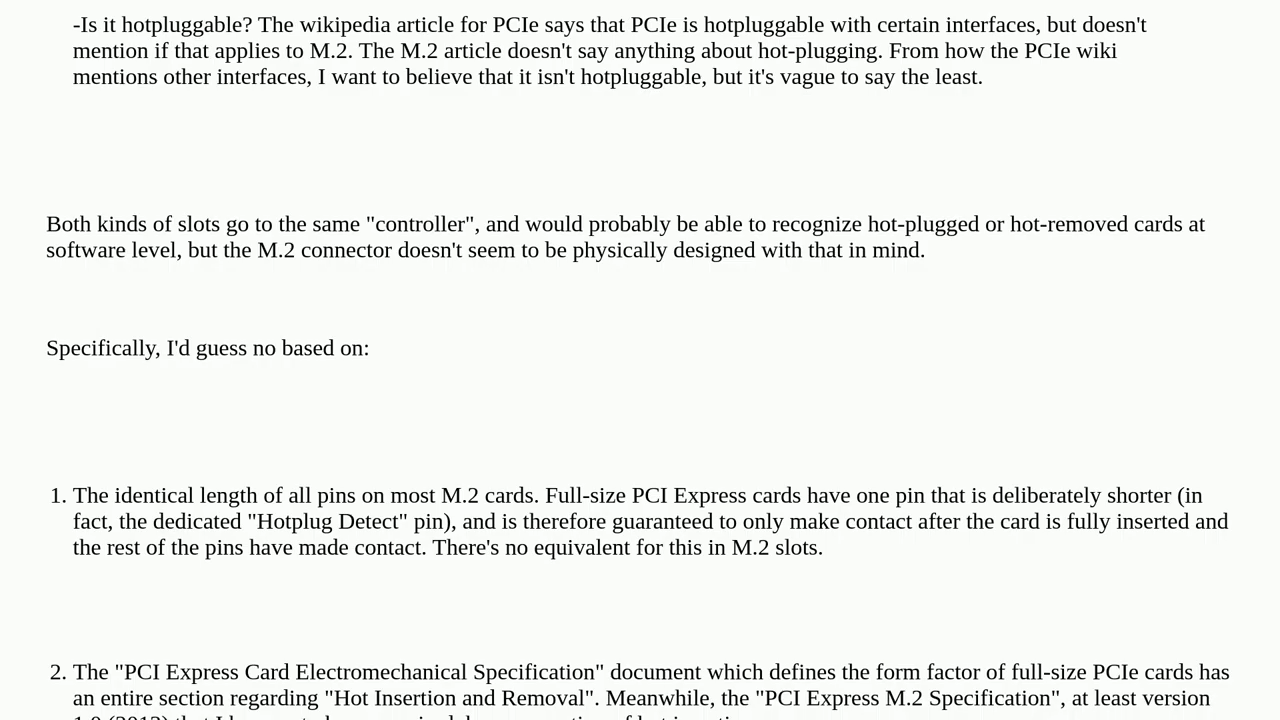 -Is it hotpluggable? The wikipedia article for PCIe says that PCIe is hotpluggable with certain interfaces, but doesn't
mention if that applies to M.2. The M.2 article doesn't say anything about hot-plugging. From how the PCIe wiki
mentions other interfaces, I want to believe that it isn't hotpluggable, but it's vague to say the least.
Both kinds of slots go to the same "controller", and would probably be able to recognize hot-plugged or hot-removed cards at
software level, but the M.2 connector doesn't seem to be physically designed with that in mind.
Specifically, I'd guess no based on:
1. The identical length of all pins on most M.2 cards. Full-size PCI Express cards have one pin that is deliberately shorter (in
fact, the dedicated "Hotplug Detect" pin), and is therefore guaranteed to only make contact after the card is fully inserted and
the rest of the pins have made contact. There's no equivalent for this in M.2 slots.
2. The "PCI Express Card Electromechanical Specification" document which defines the form factor of full-size PCIe cards has
an entire section regarding "Hot Insertion and Removal". Meanwhile, the "PCI Express M.2 Specification", at least version